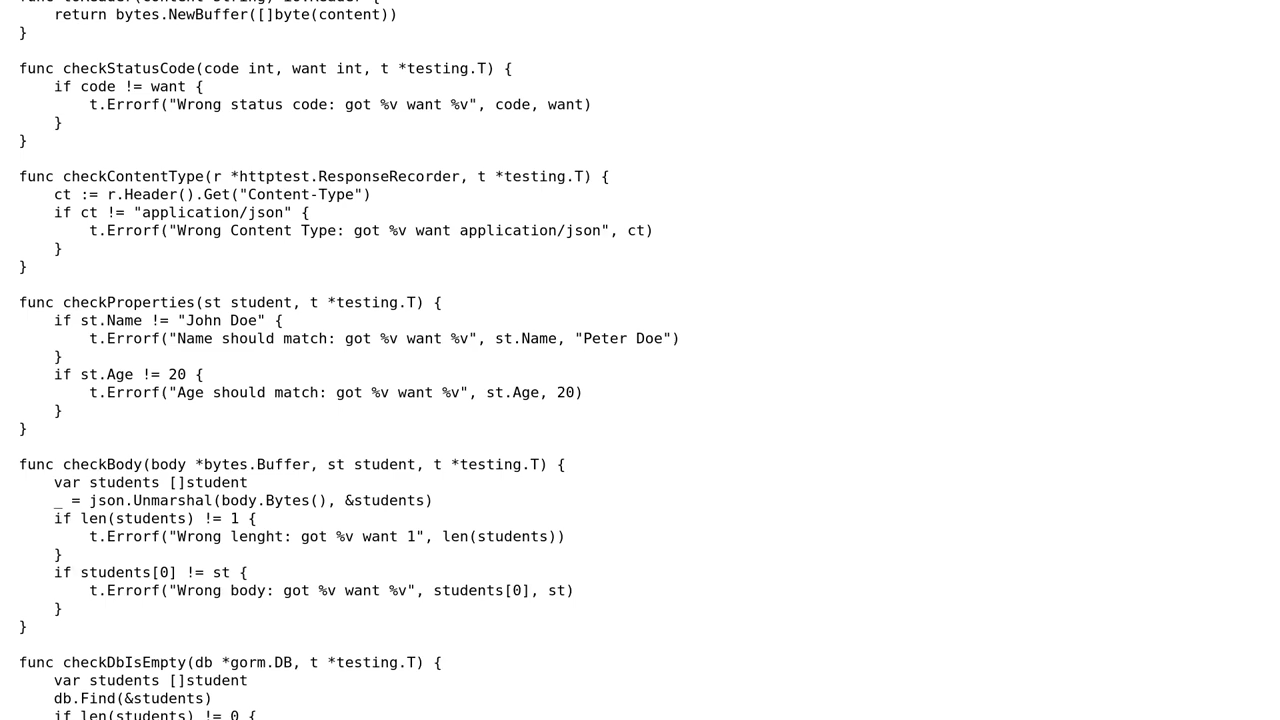 return bytes.NewBuffer([]byte(content))
}

func checkStatusCode(code int, want int, t *testing.T) {
    if code != want {
        t.Errorf("Wrong status code: got %v want %v", code, want)
    }
}

func checkContentType(r *httptest.ResponseRecorder, t *testing.T) {
    ct := r.Header().Get("Content-Type")
    if ct != "application/json" {
        t.Errorf("Wrong Content Type: got %v want application/json", ct)
    }
}

func checkProperties(st student, t *testing.T) {
    if st.Name != "John Doe" {
        t.Errorf("Name should match: got %v want %v", st.Name, "Peter Doe")
    }
    if st.Age != 20 {
        t.Errorf("Age should match: got %v want %v", st.Age, 20)
    }
}

func checkBody(body *bytes.Buffer, st student, t *testing.T) {
    var students []student
    _ = json.Unmarshal(body.Bytes(), &students)
    if len(students) != 1 {
        t.Errorf("Wrong lenght: got %v want 1", len(students))
    }
    if students[0] != st {
        t.Errorf("Wrong body: got %v want %v", students[0], st)
    }
}

func checkDbIsEmpty(db *gorm.DB, t *testing.T) {
    var students []student
    db.Find(&students)
    if len(students) != 0 {